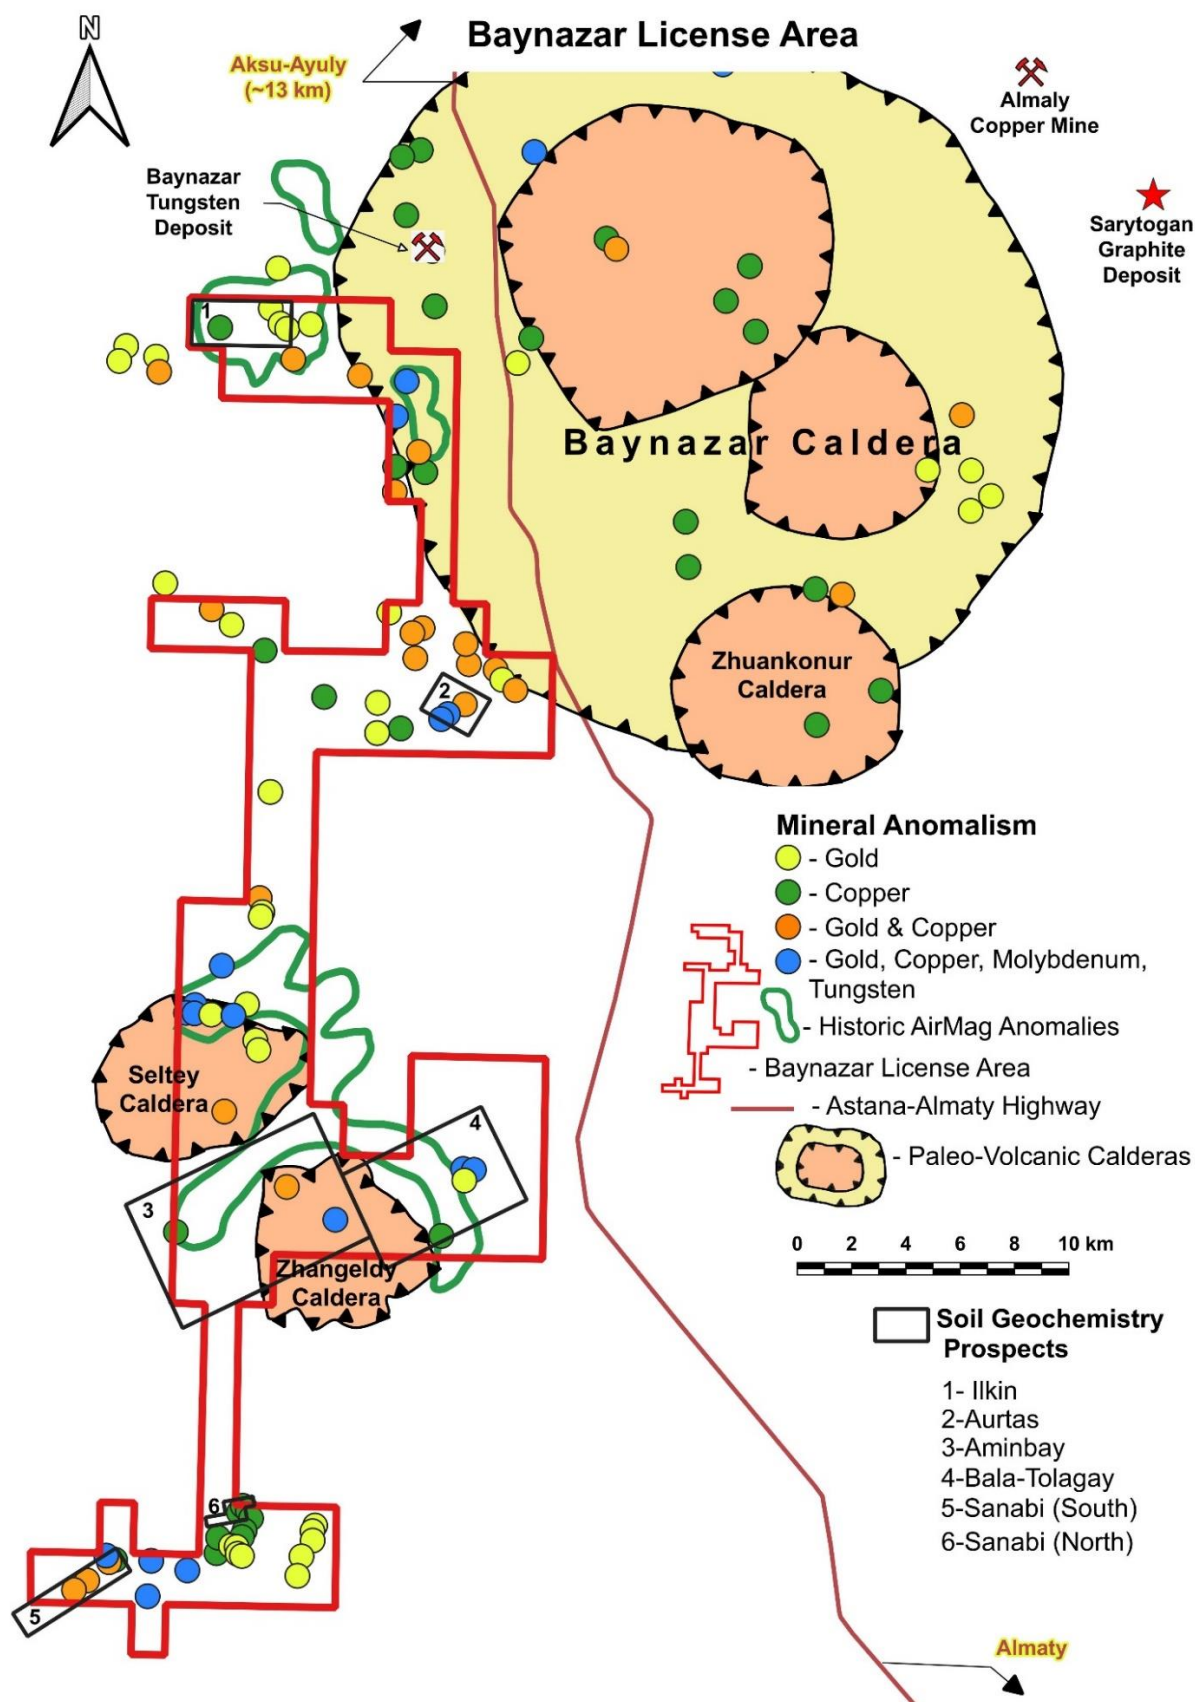 N
Baynazar License Area
Aksu-Ayuly
(~13 km)
Almaly
Copper Mine
Baynazar
Tungsten
Deposit
Sarytogan
Graphite
Deposit
1
Baynazar Caldera
Zhuankonur
Caldera
2
Mineral Anomalism
- Gold
- Copper
- Gold & Copper
- Gold, Copper, Molybdenum,
Tungsten
- Historic AirMag Anomalies
- Baynazar License Area
- Astana-Almaty Highway
- Paleo-Volcanic Calderas
Seltey
Caldera
4
3
Zhangeldy
Caldera
0 2 4 6 8 10 km
Soil Geochemistry
Prospects
1- Ilkin
2-Aurtas
3-Aminbay
4-Bala-Tolagay
5-Sanabi (South)
6-Sanabi (North)
6
5
Almaty